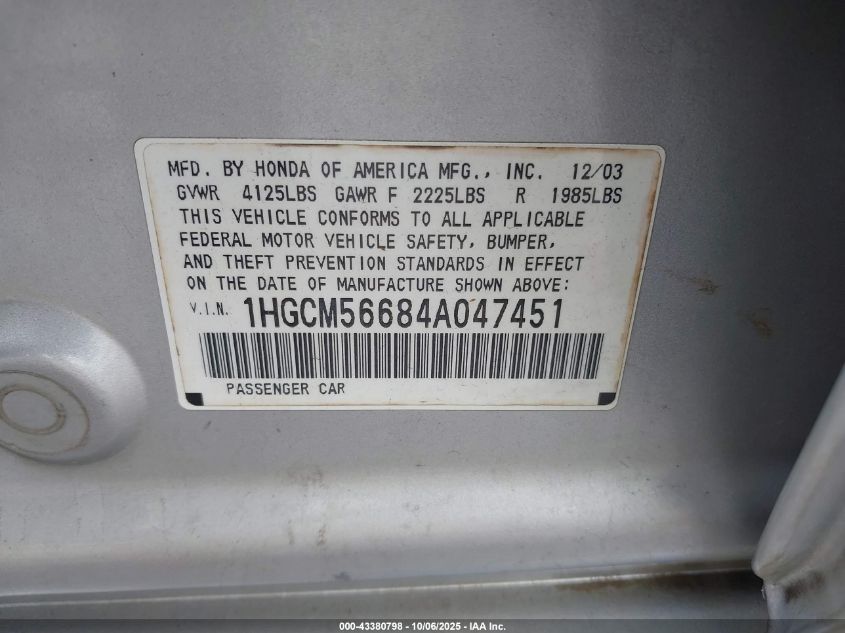 MFD. BY HONDA OF AMERICA MFG., INC. 12/03
GVWR 4125LBS GAWR F 2225LBS R 1985LBS
THIS VEHICLE CONFORMS TO ALL APPLICABLE
FEDERAL MOTOR VEHICLE SAFETY, BUMPER,
AND THEFT PREVENTION STANDARDS IN EFFECT
ON THE DATE OF MANUFACTURE SHOWN ABOVE:
V.I.N. 1HGCM56684A047451
PASSENGER CAR
000-43380798 - 10/06/2025 - IAA Inc.